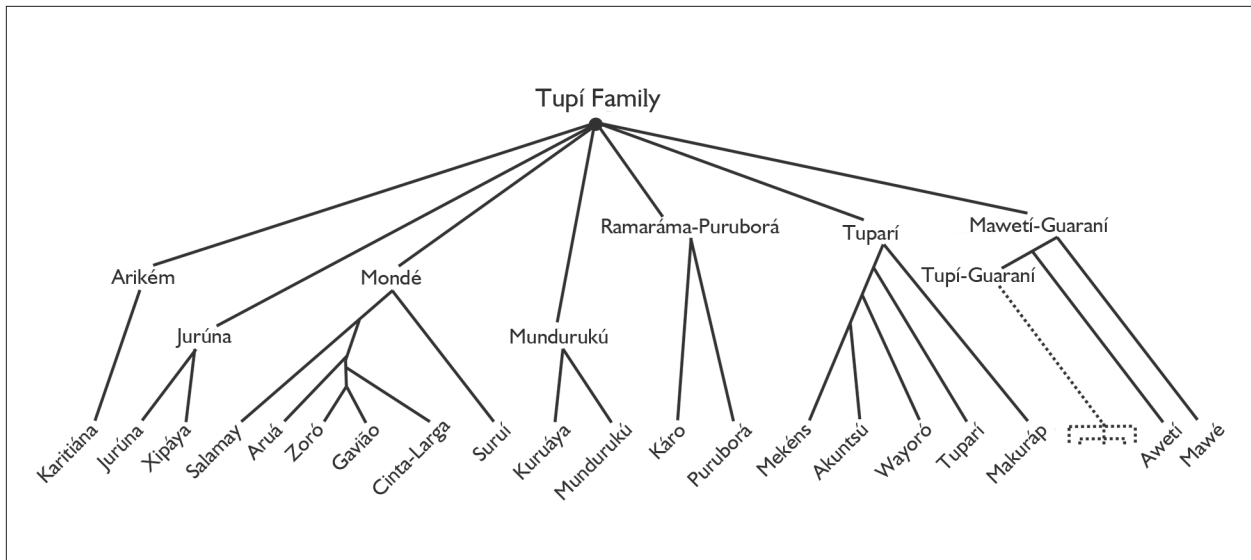 Tupí Family
Ramaráma-Puruborá
Tuparí
Mawetí-Guaraní
Arikém
Mondé
Tupí-Guaraní
Jurúna
Mundurukú
Karitiána
Jurúna
Xipáya
Salamay
Aruá
Zoró
Gavião
Cinta-Larga
Suruí
Kuruáya
Mundurukú
Káro
Puruborá
Mekéns
Akuntsú
Wayoró
Tuparí
Makuráp
Awetí
Mawé